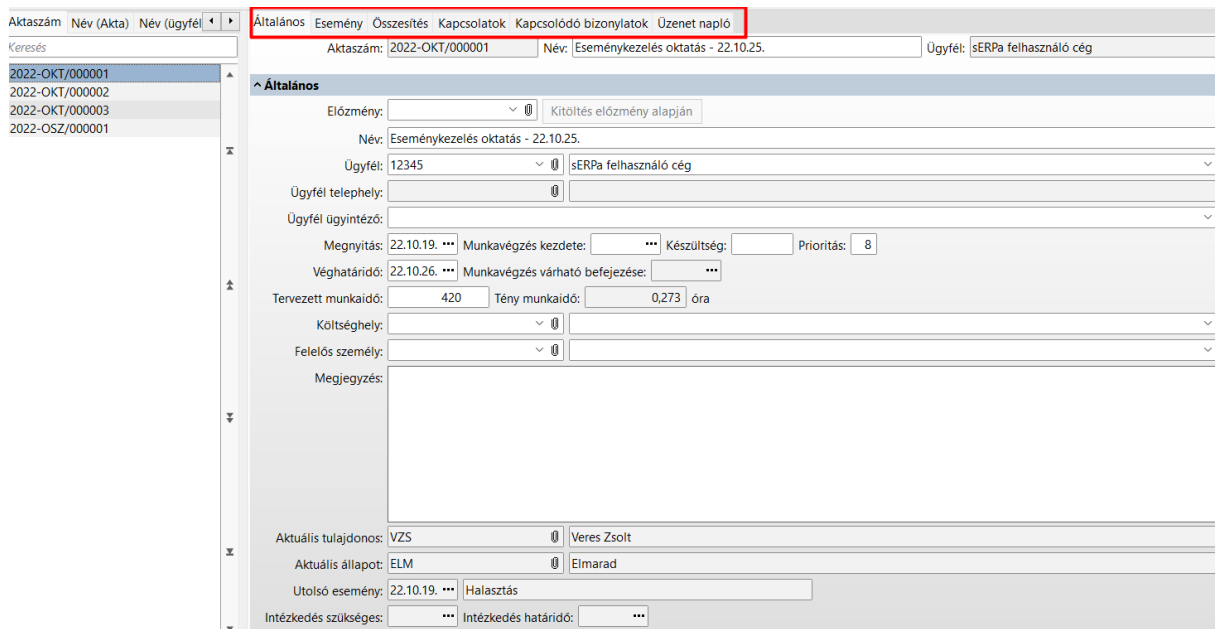 Aktaszám Név (Akta) Név (ügyfél
Keresés
2022-OKT/000001
2022-OKT/000002
2022-OKT/000003
2022-OSZ/000001
Általános Esemény Összesítés Kapcsolatok Kapcsolódó bizonylatok Üzenet napló
Aktaszám: 2022-OKT/000001 Név: Eseménykezelés oktatás - 22.10.25. Ügyfél: sERPa felhasználó cég
Általános
Előzmény: Kitöltés előzmény alapján
Név: Eseménykezelés oktatás - 22.10.25.
Ügyfél: 12345 sERPa felhasználó cég
Ügyfél telephely:
Ügyfél ügyintéző:
Megnyitás: 22.10.19. Munkavégzés kezdete: Készültség: Prioritás: 8
Véghatáridő: 22.10.26. Munkavégzés várható befejezése:
Tervezett munkaidő: 420 Tény munkaidő: 0,273 óra
Költséghely:
Felelős személy:
Megjegyzés:
Aktuális tulajdonos: VZS Veres Zsolt
Aktuális állapot: ELM Elmarad
Utolsó esemény: 22.10.19. Halasztás
Intézkedés szükséges: Intézkedés határidő: